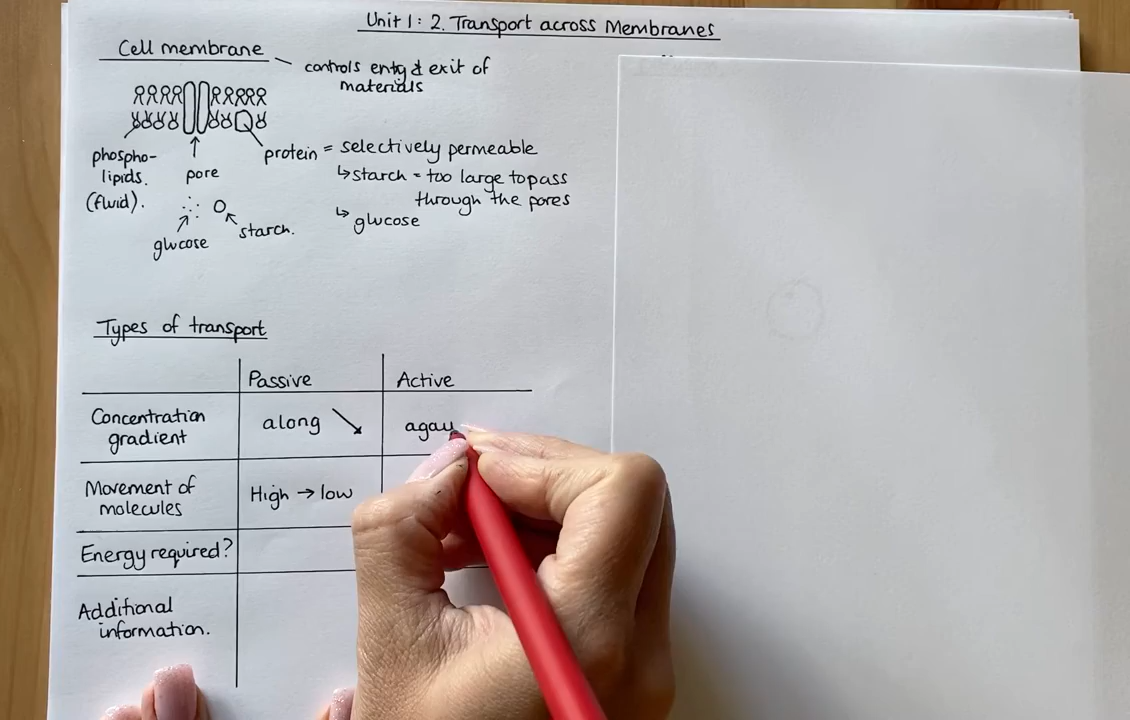 Unit 1: 2. Transport across Membranes
Cell membrane
controls entry & exit of
materials
phospho-
lipids.
(fluid).
pore
protein = selectively permeable
↳starch = too large to pass
through the pores
↳ glucose
glucose
starch.
Types of transport
Passive
Active
Concentration
gradient
along
Movement of
molecules
High → low
Energy required?
Additional
information.